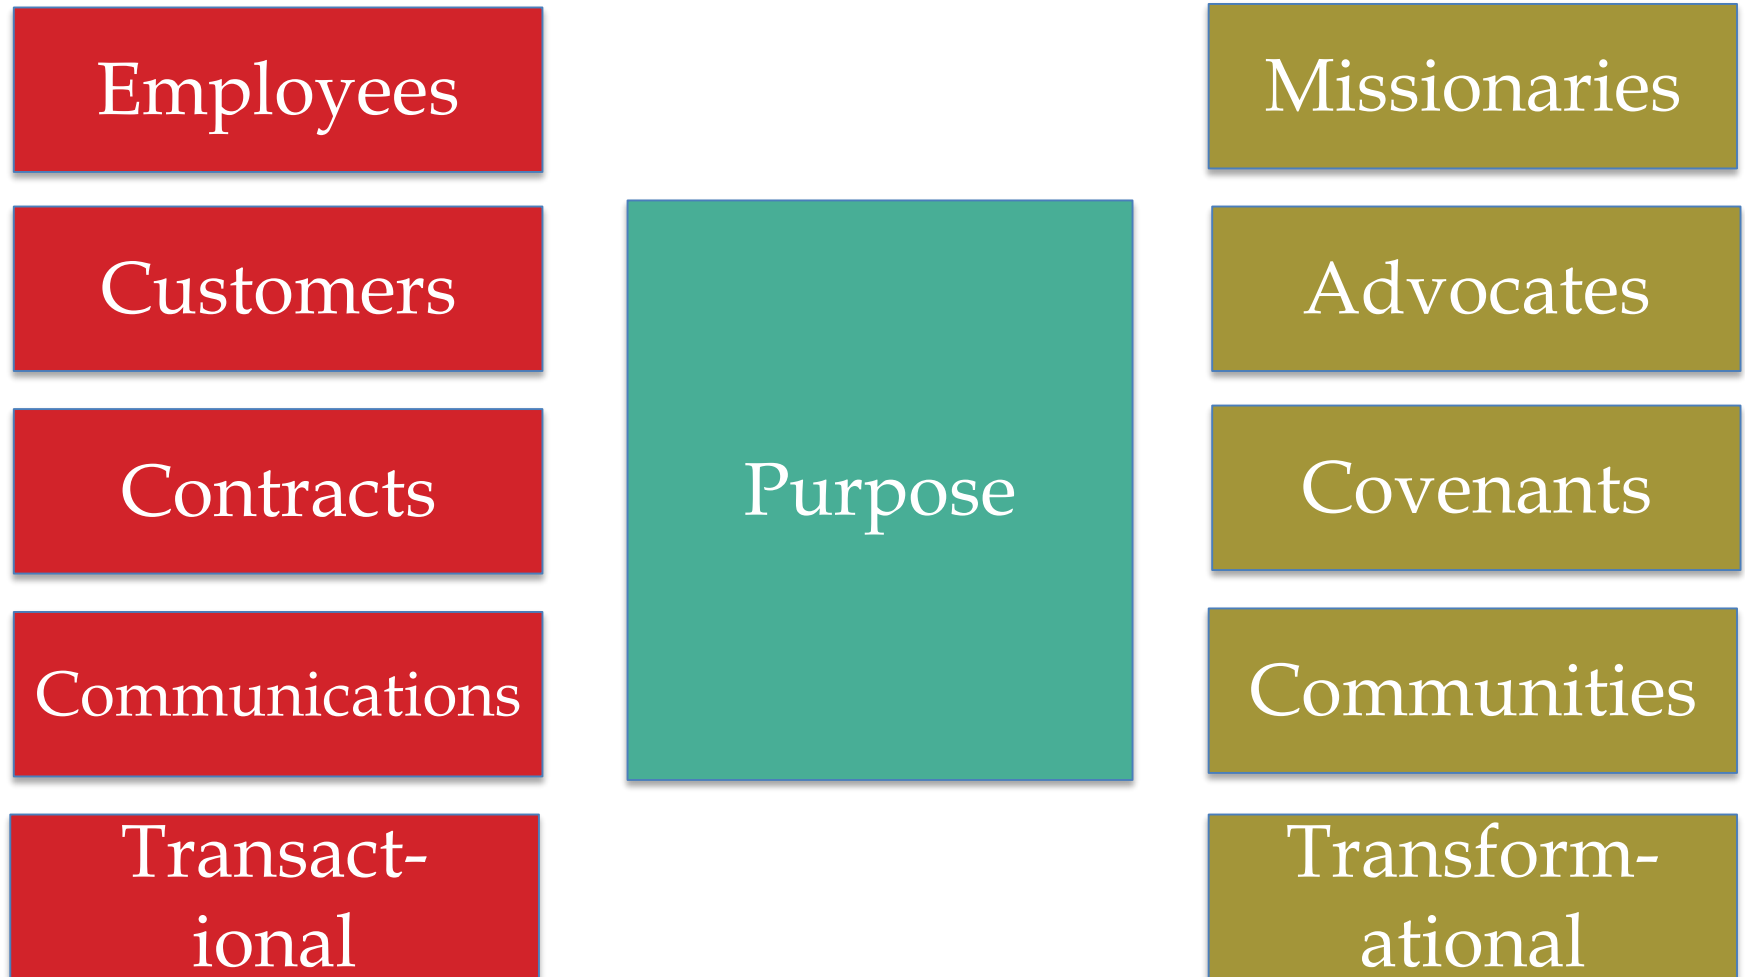 Employees
Customers
Contracts
Communications
Transact-
ional
Purpose
Missionaries
Advocates
Covenants
Communities
Transform-
ational